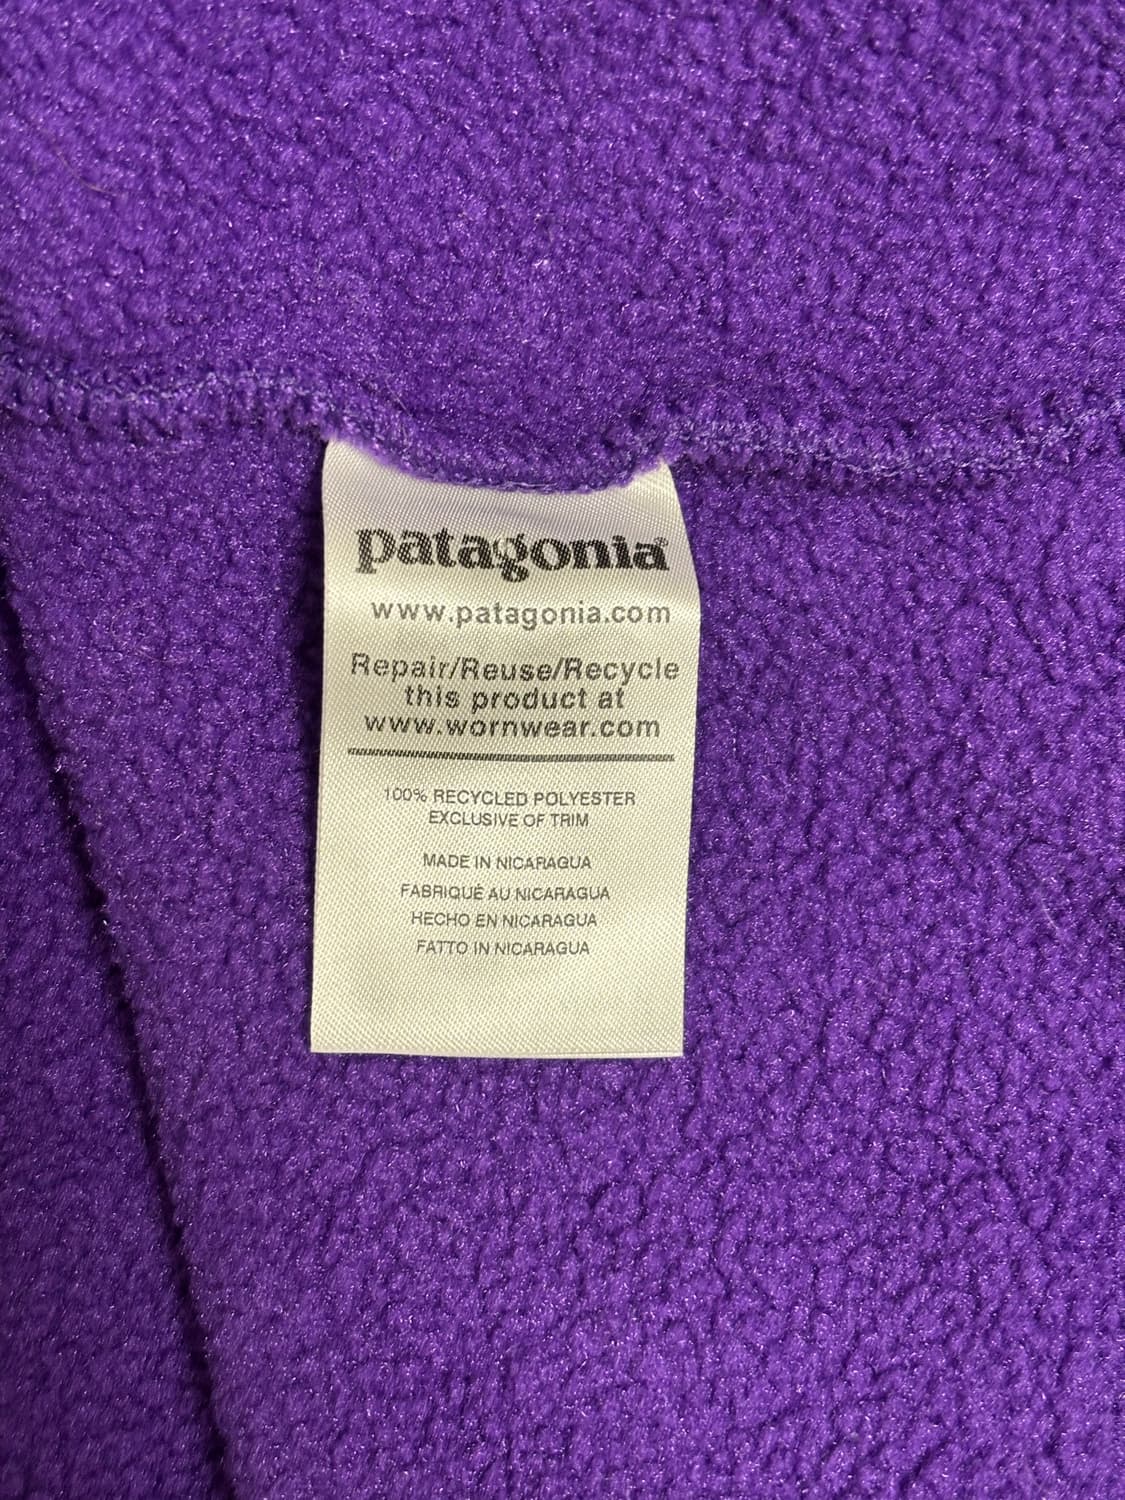 patagonia®
www.patagonia.com
Repair/Reuse/Recycle
this product at
www.wornwear.com
100% RECYCLED POLYESTER
EXCLUSIVE OF TRIM
MADE IN NICARAGUA
FABRIQUÉ AU NICARAGUA
HECHO EN NICARAGUA
FATTO IN NICARAGUA